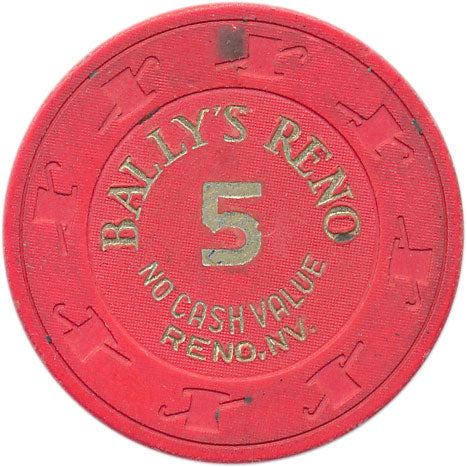 BALLY'S RENO
5
NO CASH VALUE
RENO, NV.